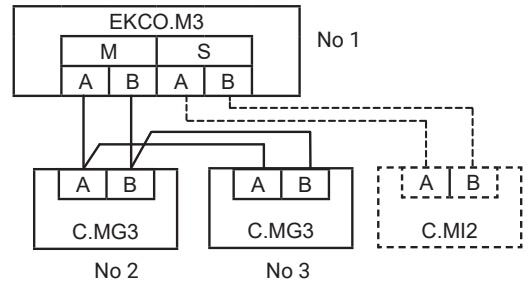 EKCO.M3
No 1
M S
A B A B
A B A B A B
C.MG3 C.MG3 C.MI2
No 2 No 3